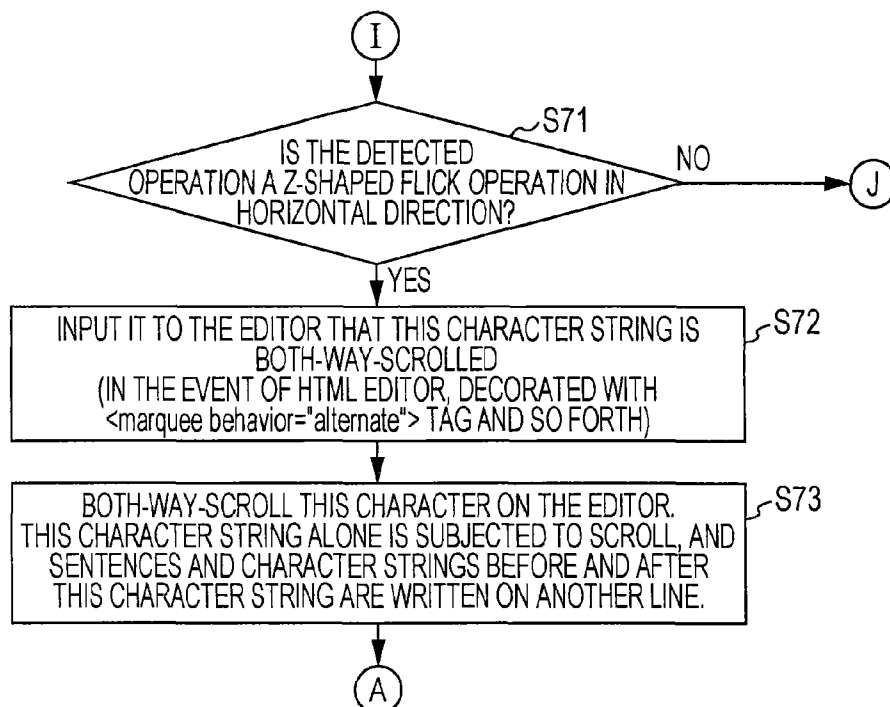 I
S71
IS THE DETECTED
OPERATION A Z-SHAPED FLICK OPERATION IN
HORIZONTAL DIRECTION?
NO
J
YES
S72
INPUT IT TO THE EDITOR THAT THIS CHARACTER STRING IS
BOTH-WAY-SCROLLED
(IN THE EVENT OF HTML EDITOR, DECORATED WITH
<marquee behavior="alternate"> TAG AND SO FORTH)
S73
BOTH-WAY-SCROLL THIS CHARACTER ON THE EDITOR.
THIS CHARACTER STRING ALONE IS SUBJECTED TO SCROLL, AND
SENTENCES AND CHARACTER STRINGS BEFORE AND AFTER
THIS CHARACTER STRING ARE WRITTEN ON ANOTHER LINE.
A